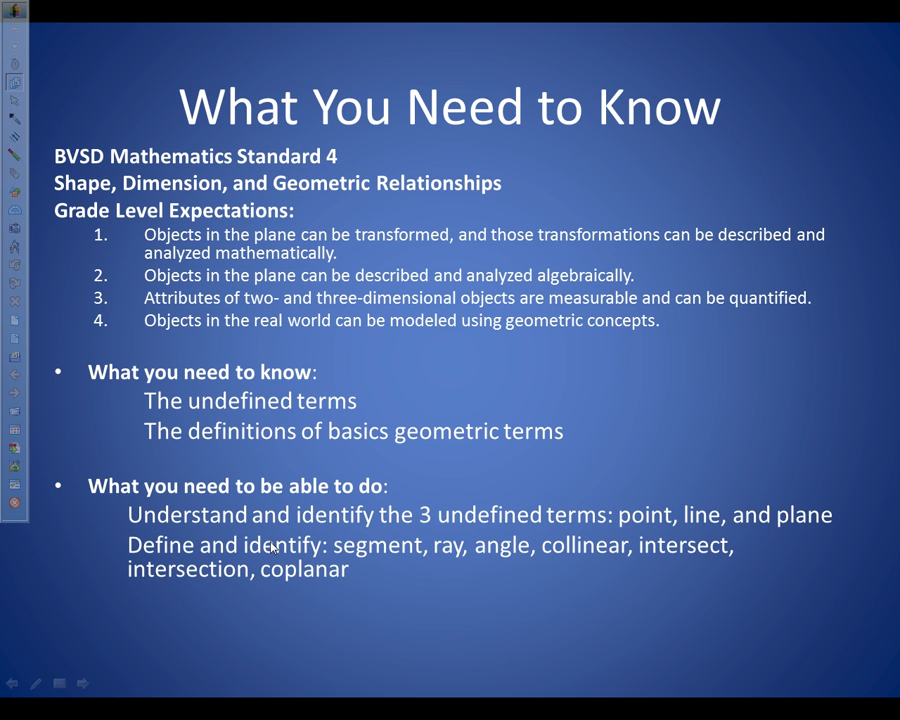 What You Need to Know
BVSD Mathematics Standard 4
Shape, Dimension, and Geometric Relationships
Grade Level Expectations:
1. Objects in the plane can be transformed, and those transformations can be described and
analyzed mathematically.
2. Objects in the plane can be described and analyzed algebraically.
3. Attributes of two- and three-dimensional objects are measurable and can be quantified.
4. Objects in the real world can be modeled using geometric concepts.
• What you need to know:
The undefined terms
The definitions of basics geometric terms
• What you need to be able to do:
Understand and identify the 3 undefined terms: point, line, and plane
Define and identify: segment, ray, angle, collinear, intersect,
intersection, coplanar